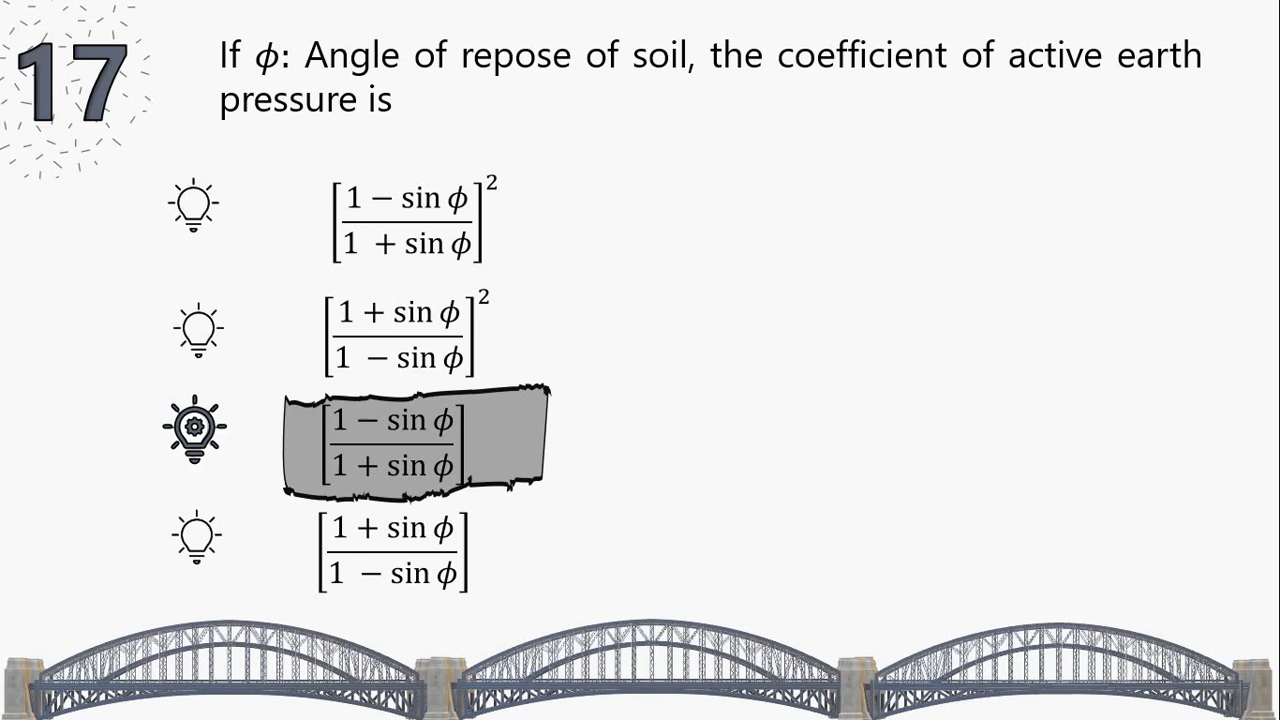 17
If ϕ: Angle of repose of soil, the coefficient of active earth
pressure is
[(1 − sin ϕ)/(1 + sin ϕ)]²
[(1 + sin ϕ)/(1 − sin ϕ)]²
[(1 − sin ϕ)/(1 + sin ϕ)]
[(1 + sin ϕ)/(1 − sin ϕ)]